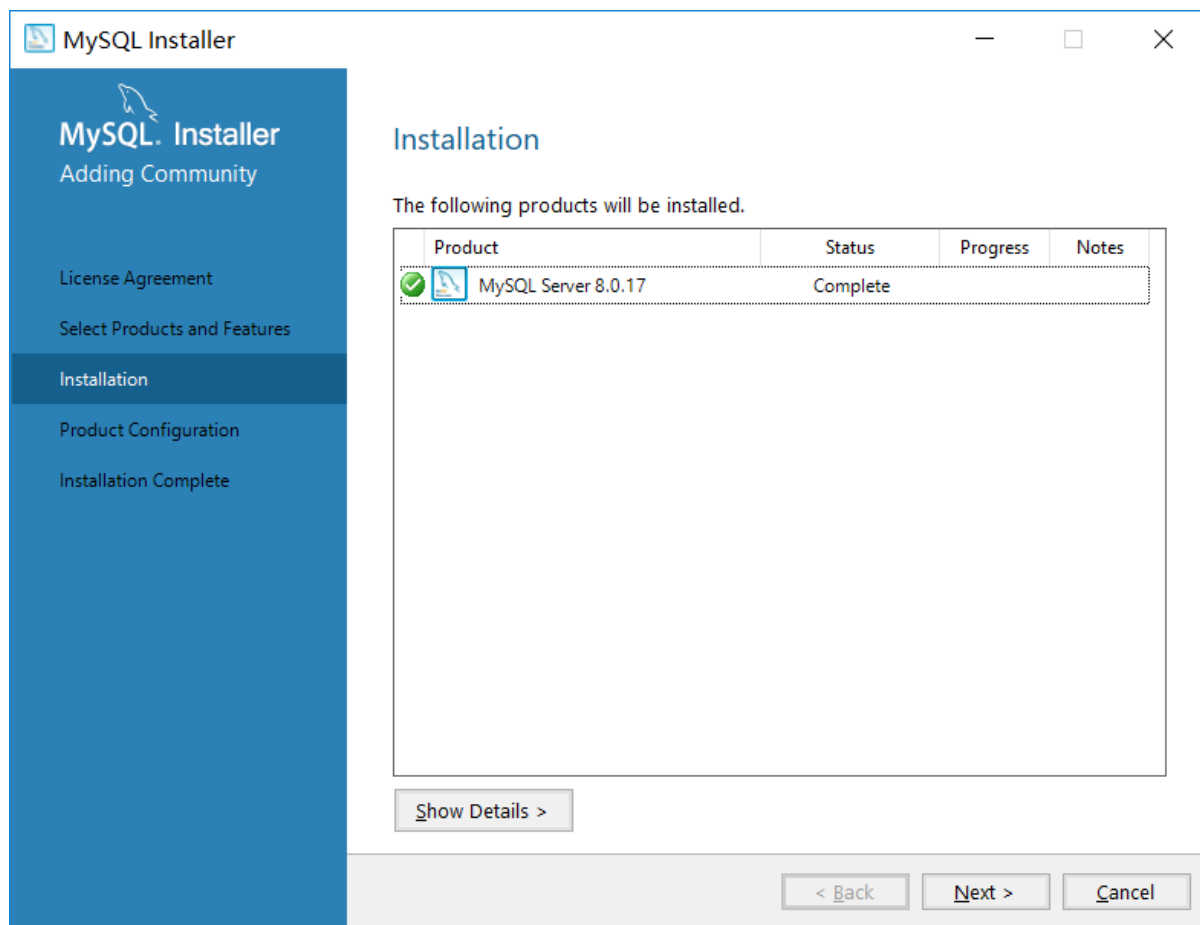 MySQL Installer
MySQL. Installer
Adding Community
License Agreement
Select Products and Features
Installation
Product Configuration
Installation Complete
Installation
The following products will be installed.
Product Status Progress Notes
MySQL Server 8.0.17 Complete
Show Details >
< Back Next > Cancel